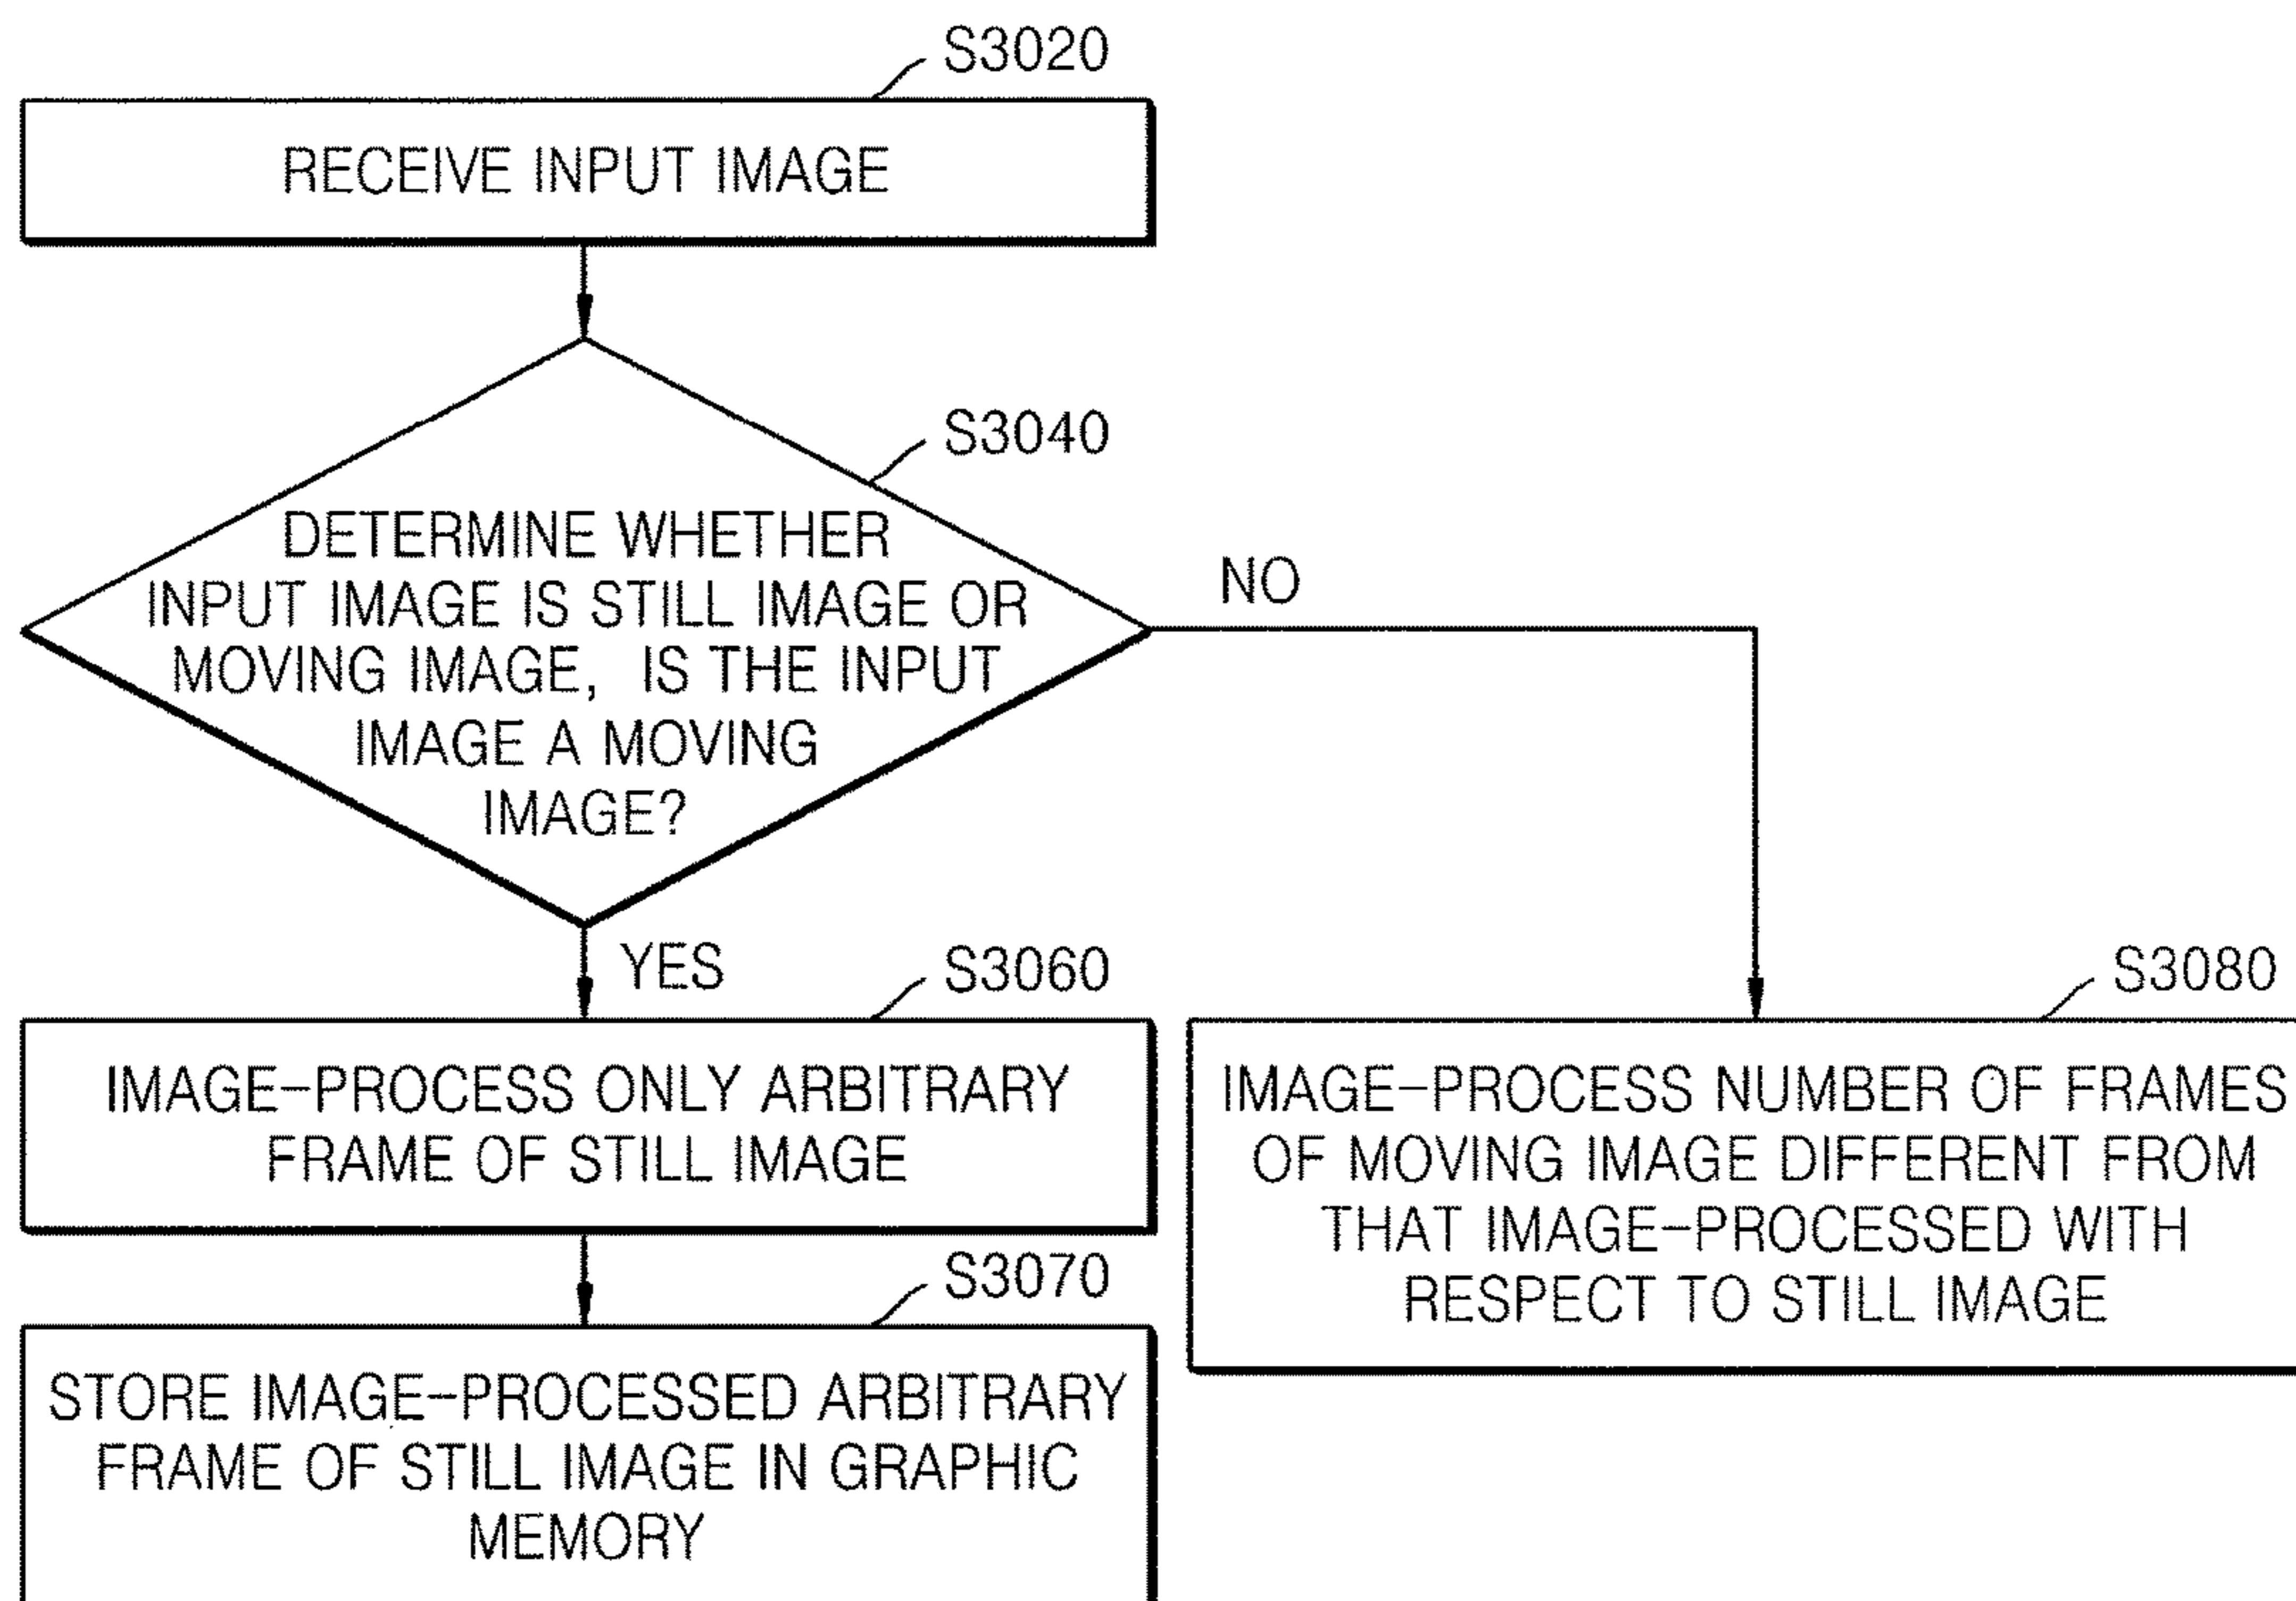 S3020
RECEIVE INPUT IMAGE
S3040
DETERMINE WHETHER
INPUT IMAGE IS STILL IMAGE OR
MOVING IMAGE, IS THE INPUT
IMAGE A MOVING
IMAGE?
NO
YES
S3060
IMAGE-PROCESS ONLY ARBITRARY
FRAME OF STILL IMAGE
S3070
STORE IMAGE-PROCESSED ARBITRARY
FRAME OF STILL IMAGE IN GRAPHIC
MEMORY
S3080
IMAGE-PROCESS NUMBER OF FRAMES
OF MOVING IMAGE DIFFERENT FROM
THAT IMAGE-PROCESSED WITH
RESPECT TO STILL IMAGE